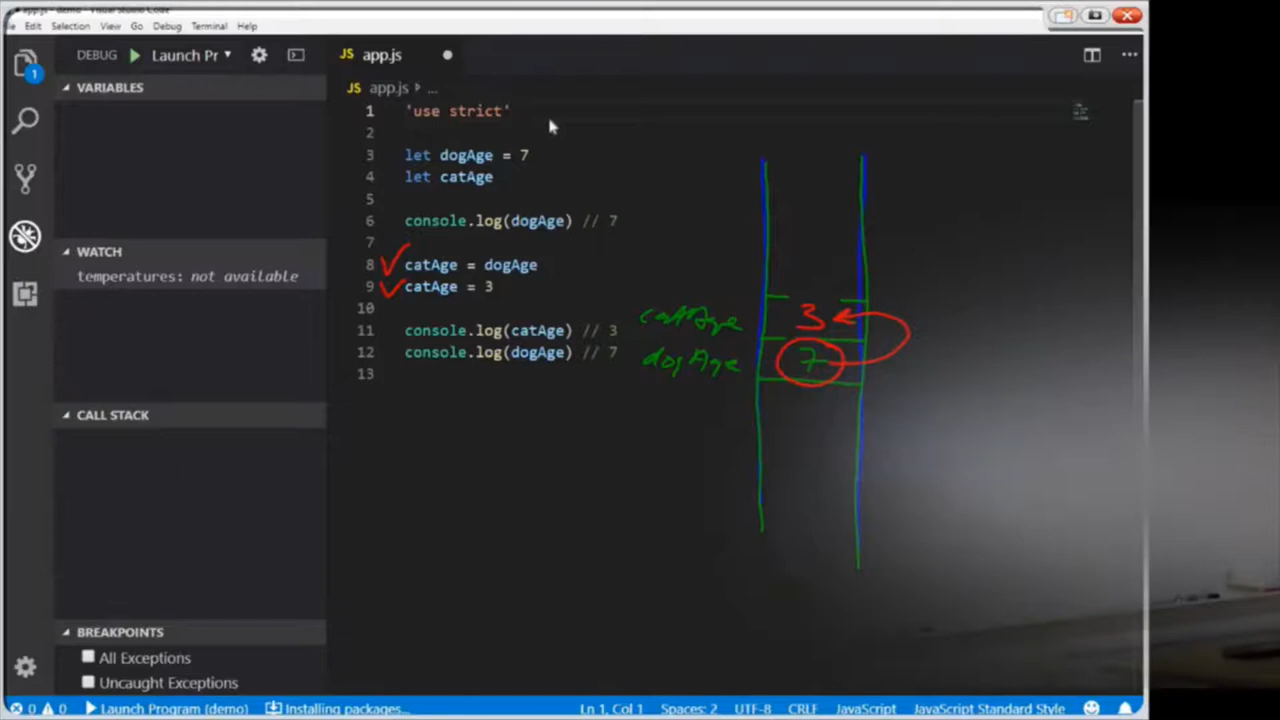 app.js - demo - Visual Studio Code
Edit Selection View Go Debug Terminal Help
DEBUG Launch Pr
JS app.js
1
JS app.js ...
VARIABLES
1 'use strict'
2
3 let dogAge = 7
4 let catAge
5
6 console.log(dogAge) // 7
7
8 catAge = dogAge
9 catAge = 3
10
11 console.log(catAge) // 3
12 console.log(dogAge) // 7
13
WATCH
temperatures: not available
catAge 3
dogAge 7
CALL STACK
BREAKPOINTS
All Exceptions
Uncaught Exceptions
0 0 Launch Program (demo) Installing packages... Ln 1, Col 1 Spaces: 2 UTF-8 CRLF JavaScript JavaScript Standard Style